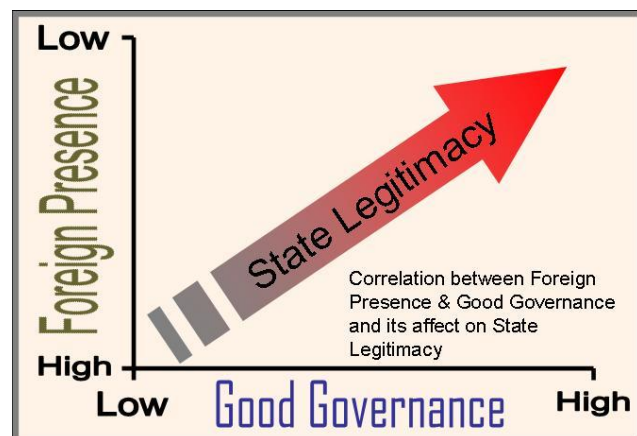 Low
Foreign Presence
State Legitimacy
Correlation between Foreign
Presence & Good Governance
and its affect on State
Legitimacy
High
Low
Good Governance
High